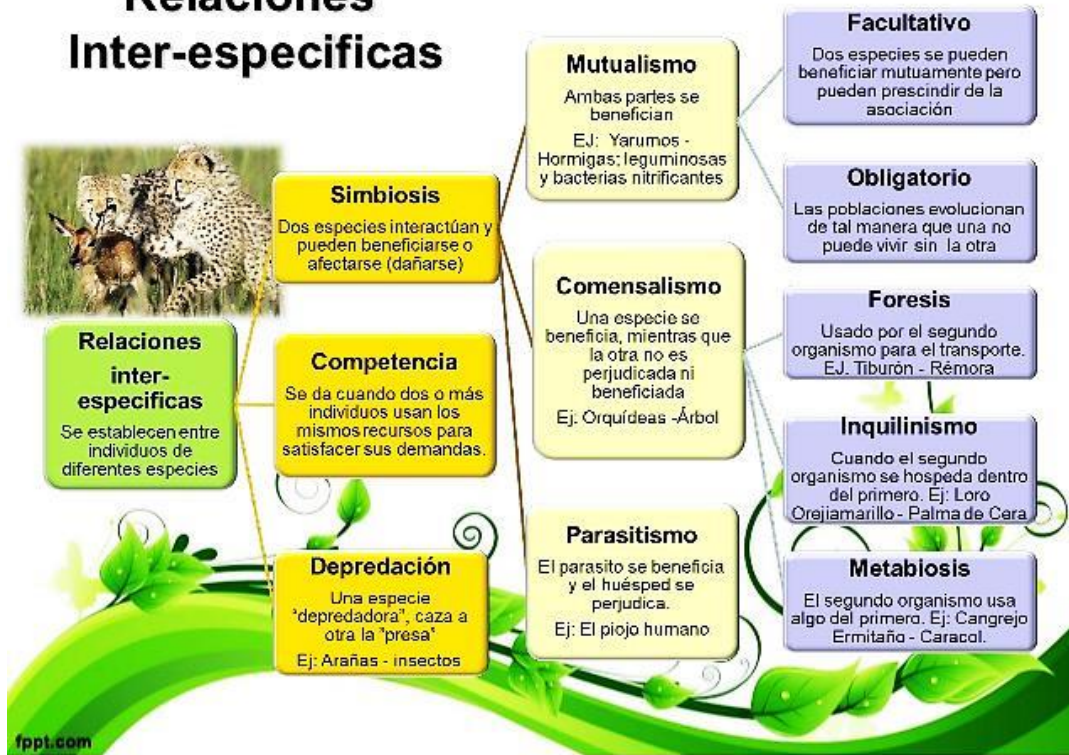 Relaciones
Inter-especificas
Relaciones
inter-
especificas
Se establecen entre
individuos de
diferentes especies
Simbiosis
Dos especies interactúan y
pueden beneficiarse o
afectarse (dañarse)
Competencia
Se da cuando dos o más
individuos usan los
mismos recursos para
satisfacer sus demandas.
Depredación
Una especie
"depredadora", caza a
otra la "presa"
Ej: Arañas - insectos
Mutualismo
Ambas partes se
benefician
EJ: Yarumos -
Hormigas; leguminosas
y bacterias nitrificantes
Comensalismo
Una especie se
beneficia, mientras que
la otra no es
perjudicada ni
beneficiada
Ej: Orquídeas -Árbol
Parasitismo
El parasito se beneficia
y el huésped se
perjudica.
Ej: El piojo humano
Facultativo
Dos especies se pueden
beneficiar mutuamente pero
pueden prescindir de la
asociación
Obligatorio
Las poblaciones evolucionan
de tal manera que una no
puede vivir sin la otra
Foresis
Usado por el segundo
organismo para el transporte.
EJ. Tiburón - Rémora
Inquilinismo
Cuando el segundo
organismo se hospeda dentro
del primero. Ej: Loro
Orejiamarillo - Palma de Cera
Metabiosis
El segundo organismo usa
algo del primero. Ej: Cangrejo
Ermitaño - Caracol.
fppt.com